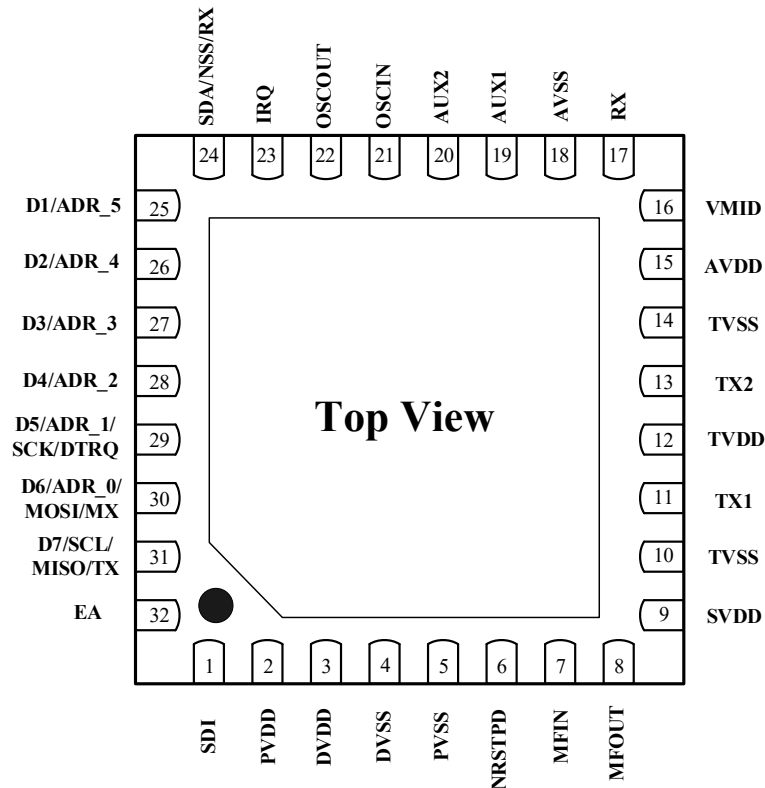 SDA/NSS/RX
IRQ
OSCOUT
OSCIN
AUX2
AUX1
AVSS
RX
24
23
22
21
20
19
18
17
D1/ADR_5
25
16
VMID
D2/ADR_4
26
15
AVDD
D3/ADR_3
27
14
TVSS
D4/ADR_2
28
13
TX2
Top View
D5/ADR_1/
SCK/DTRQ
29
12
TVDD
D6/ADR_0/
MOSI/MX
30
11
TX1
D7/SCL/
MISO/TX
31
10
TVSS
EA
32
9
SVDD
1
2
3
4
5
6
7
8
SDI
PVDD
DVDD
DVSS
PVSS
NRSTPD
MFIN
MFOUT